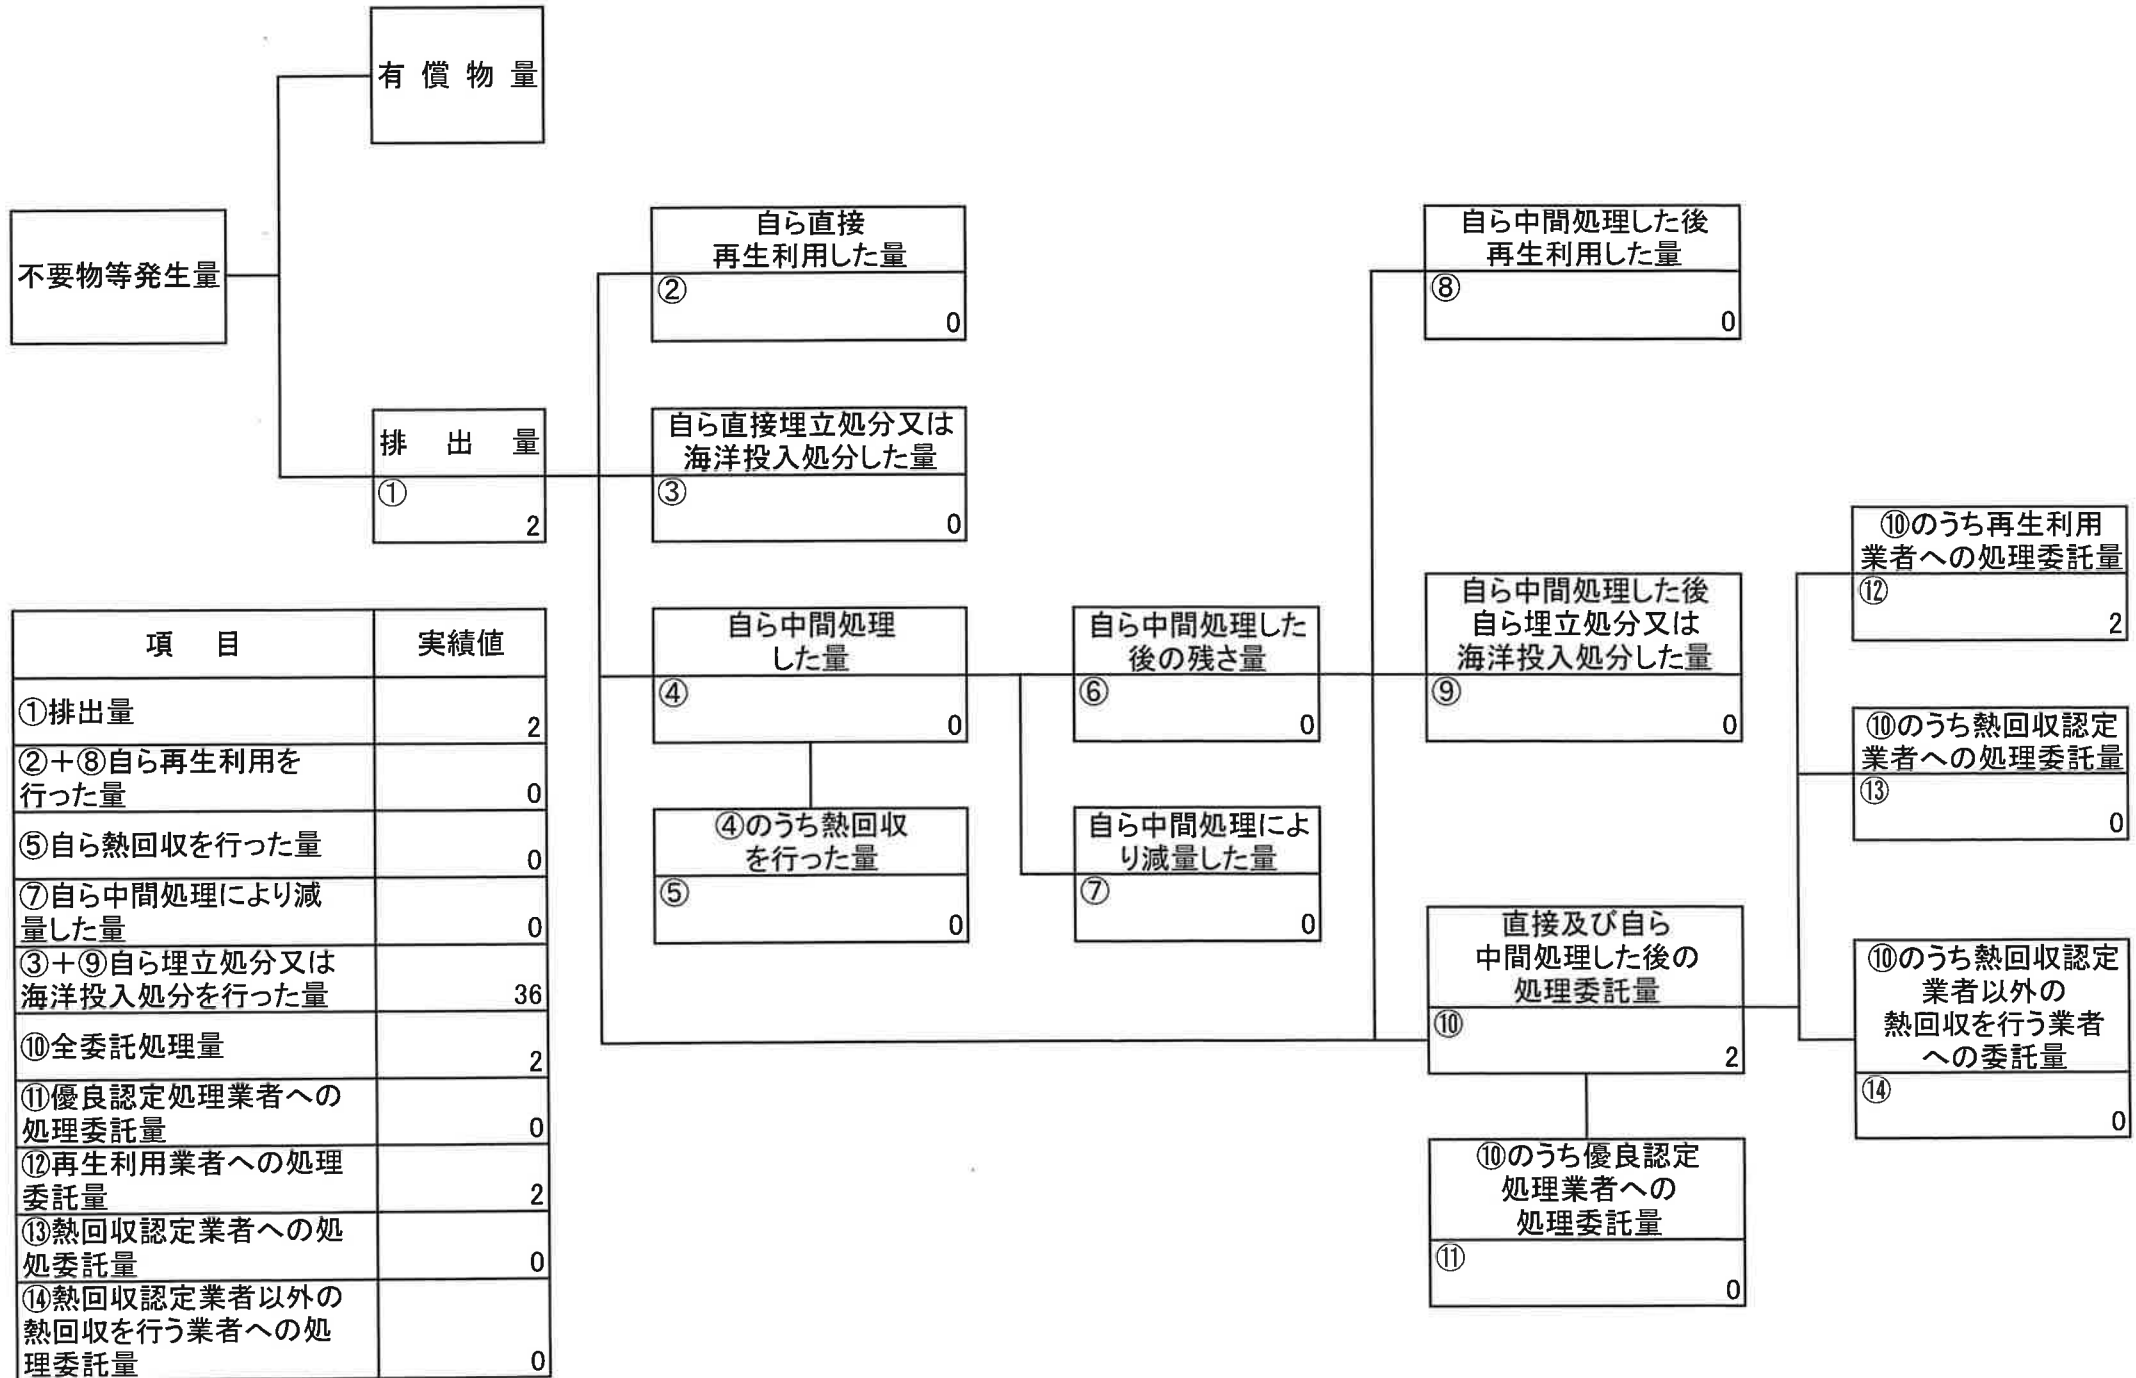 有償物量
不要物等発生量
排出量
①
2
自ら直接
再生利用した量
②
0
自ら直接埋立処分又は
海洋投入処分した量
③
0
自ら中間処理
した量
④
0
④のうち熱回収
を行った量
⑤
0
自ら中間処理した
後の残さ量
⑥
0
自ら中間処理によ
り減量した量
⑦
0
自ら中間処理した後
再生利用した量
⑧
0
自ら中間処理した後
自ら埋立処分又は
海洋投入処分した量
⑨
0
直接及び自ら
中間処理した後の
処理委託量
⑩
2
⑩のうち優良認定
処理業者への
処理委託量
⑪
0
⑩のうち再生利用
業者への処理委託量
⑫
2
⑩のうち熱回収認定
業者への処理委託量
⑬
0
⑩のうち熱回収認定
業者以外の
熱回収を行う業者
への委託量
⑭
0
項目 実績値
①排出量
2
②+⑧自ら再生利用を
行った量 0
⑤自ら熱回収を行った量
0
⑦自ら中間処理により減
量した量 0
③+⑨自ら埋立処分又は
海洋投入処分を行った量 36
⑩全委託処理量
2
⑪優良認定処理業者への
処理委託量 0
⑫再生利用業者への処理
委託量 2
⑬熱回収認定業者への処
処委託量 0
⑭熱回収認定業者以外の
熱回収を行う業者への処
理委託量 0